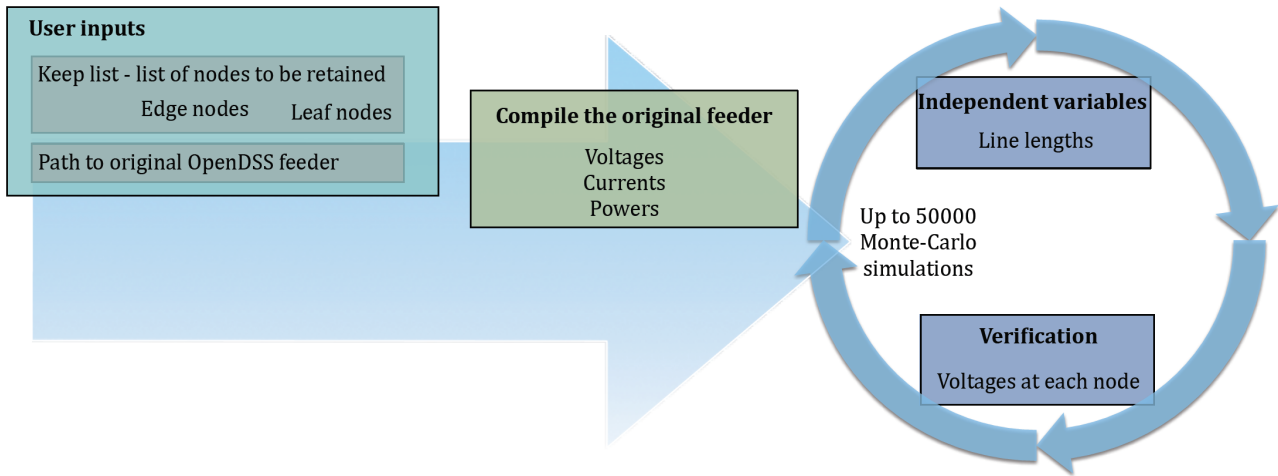 User inputs
Keep list - list of nodes to be retained
Edge nodes
Leaf nodes
Path to original OpenDSS feeder
Compile the original feeder
Voltages
Currents
Powers
Independent variables
Line lengths
Up to 50000
Monte-Carlo
simulations
Verification
Voltages at each node